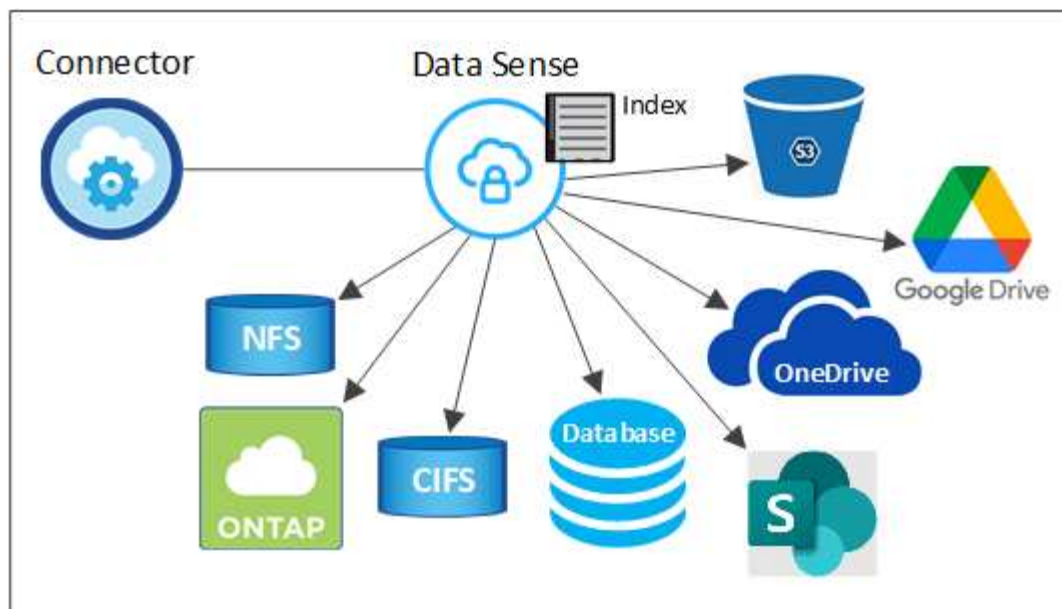 Connector
Data Sense
Index
S3
Google Drive
NFS
OneDrive
Database
ONTAP
CIFS
S